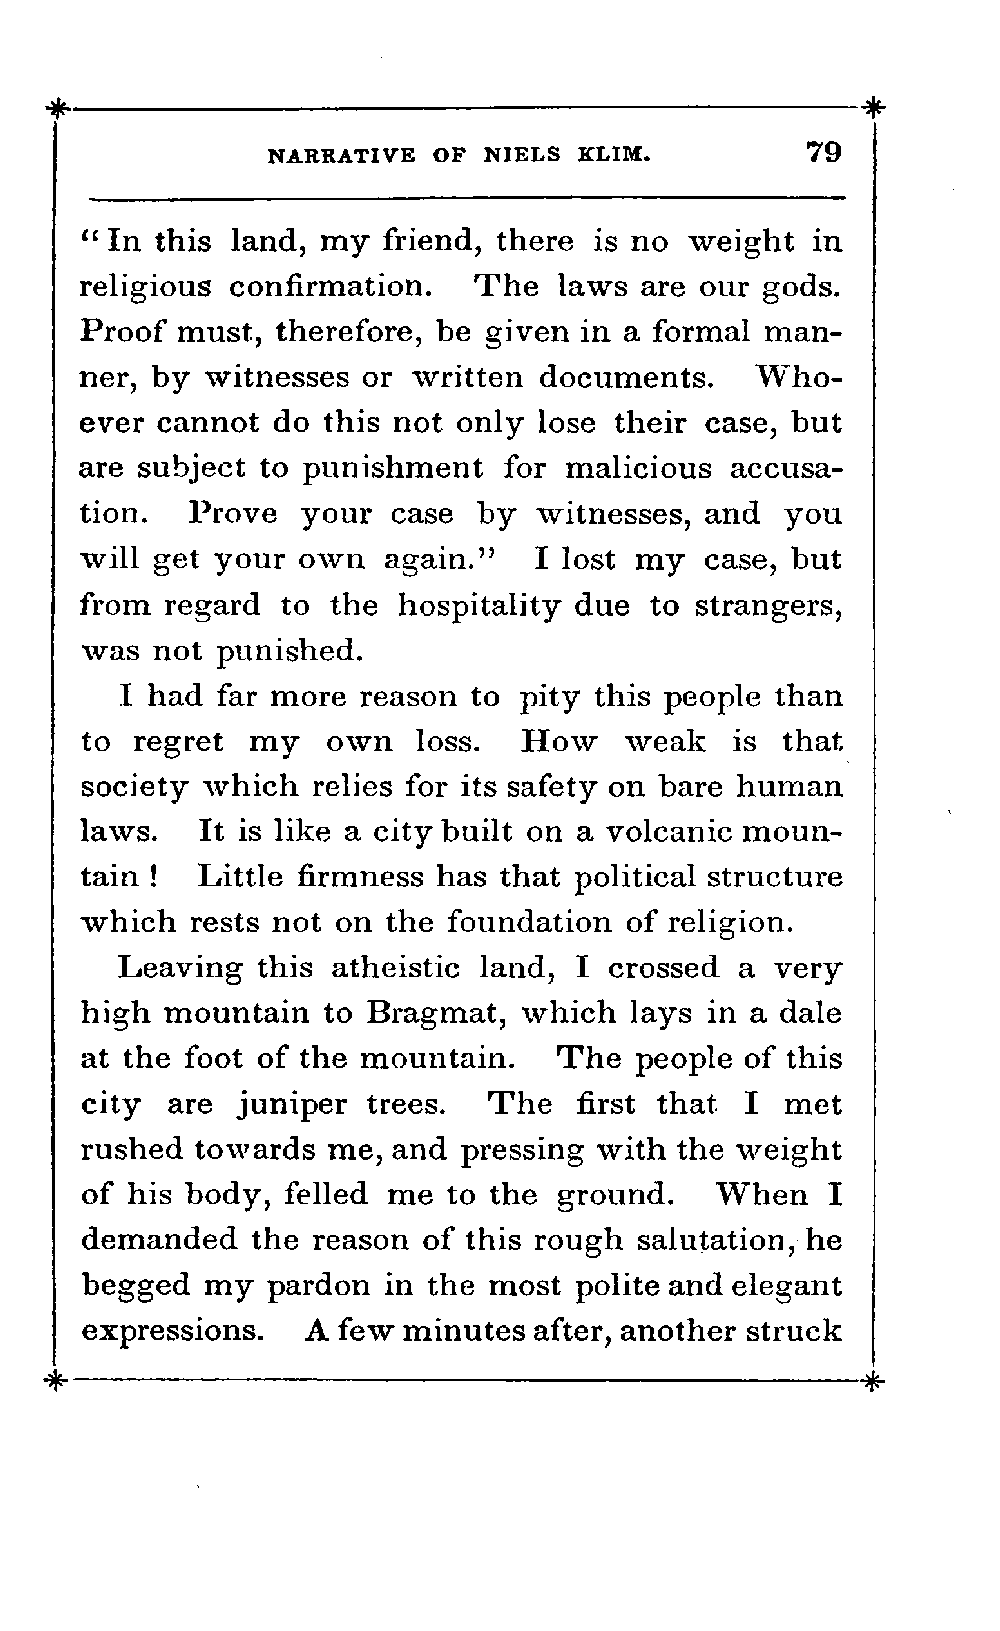 NARRATIVE OF NIELS KLIM. 79
“In this land, my friend, there is no weight in
religious confirmation. The laws are our gods.
Proof must, therefore, be given in a formal man-
ner, by witnesses or written documents. Who-
ever cannot do this not only lose their case, but
are subject to punishment for malicious accusa-
tion. Prove your case by witnesses, and you
will get your own again.” I lost my case, but
from regard to the hospitality due to strangers,
was not punished.
I had far more reason to pity this people than
to regret my own loss. How weak is that
society which relies for its safety on bare human
laws. It is like a city built on a volcanic moun-
tain! Little firmness has that political structure
which rests not on the foundation of religion.
Leaving this atheistic land, I crossed a very
high mountain to Bragmat, which lays in a dale
at the foot of the mountain. The people of this
city are juniper trees. The first that I met
rushed towards me, and pressing with the weight
of his body, felled me to the ground. When I
demanded the reason of this rough salutation, he
begged my pardon in the most polite and elegant
expressions. A few minutes after, another struck